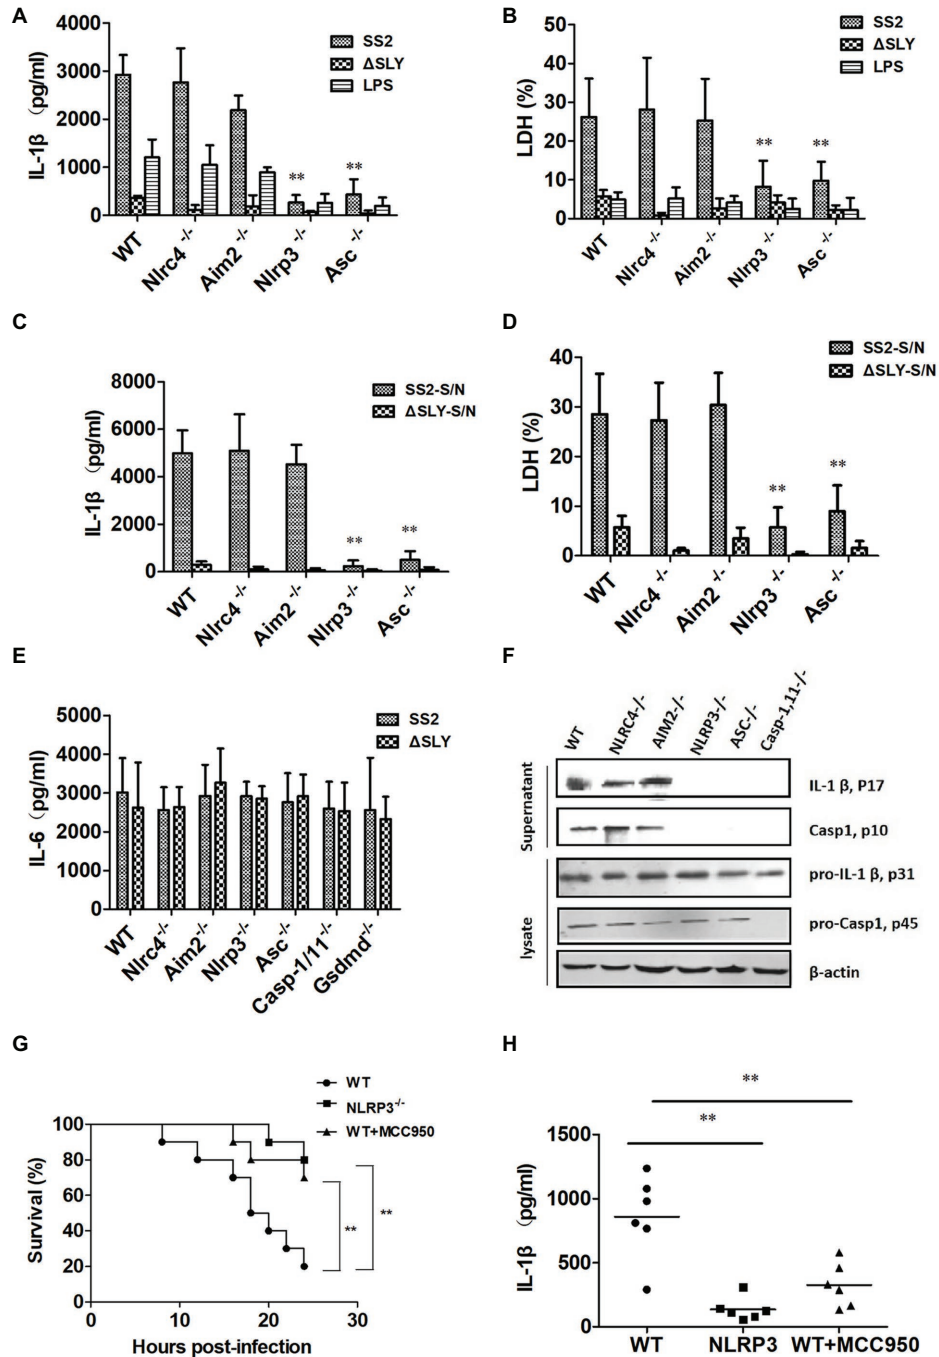 A
IL-1β （pg/ml）
4000
3000
2000
1000
0
SS2
ΔSLY
LPS
**
**
WT
Nlrc4 -/-
Aim2 -/-
Nlrp3 -/-
Asc -/-
B
LDH (%)
50
40
30
20
10
0
SS2
ΔSLY
LPS
**
**
WT
Nlrc4 -/-
Aim2 -/-
Nlrp3 -/-
Asc -/-
C
IL-1β （pg/ml）
8000
6000
4000
2000
0
SS2-S/N
ΔSLY-S/N
**
**
WT
Nlrc4 -/-
Aim2 -/-
Nlrp3 -/-
Asc -/-
D
LDH (%)
40
30
20
10
0
SS2-S/N
ΔSLY-S/N
**
**
WT
Nlrc4 -/-
Aim2 -/-
Nlrp3 -/-
Asc -/-
E
IL-6 （pg/ml）
5000
4000
3000
2000
1000
0
SS2
ΔSLY
WT
Nlrc4-/-
Aim2-/-
Nlrp3-/-
Asc-/-
Casp-1/11-/-
Gsdmd-/-
F
WT
NLRC4-/-
AIM2-/-
NLRP3-/-
ASC-/-
Casp-1,11-/-
Supernatant
lysate
IL-1 β, P17
Casp1, p10
pro-IL-1 β, p31
pro-Casp1, p45
β-actin
G
Survival (%)
100
80
60
40
20
0
0
10
20
30
Hours post-infection
WT
NLRP3-/-
WT+MCC950
**
**
H
IL-1β （pg/ml）
1500
1000
500
0
**
**
WT
NLRP3
WT+MCC950